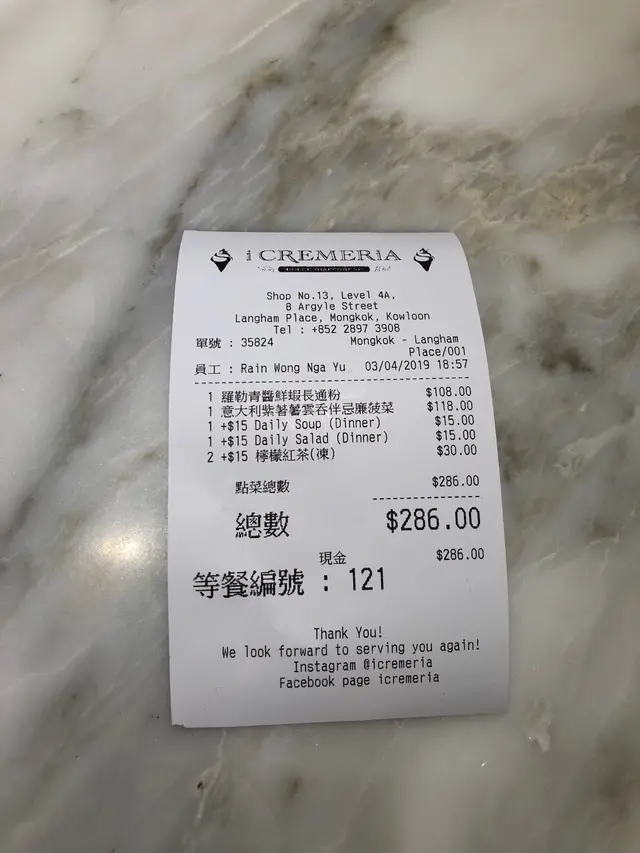 i CREMERiA
Shop No.13, Level 4A,
8 Argyle Street
Langham Place, Mongkok, Kowloon
Tel : +852 2897 3908
單號 : 35824 Mongkok - Langham
Place/001
員工 : Rain Wong Nga Yu 03/04/2019 18:57
1 羅勒青醬鮮蝦長通粉 $108.00
1 意大利紫薯薯雲吞伴忌廉菠菜 $118.00
1 +$15 Daily Soup (Dinner) $15.00
1 +$15 Daily Salad (Dinner) $15.00
2 +$15 檸檬紅茶(凍) $30.00
點菜總數 $286.00
總數 $286.00
現金 $286.00
等餐編號 : 121
Thank You!
We look forward to serving you again!
Instagram @icremeria
Facebook page icremeria